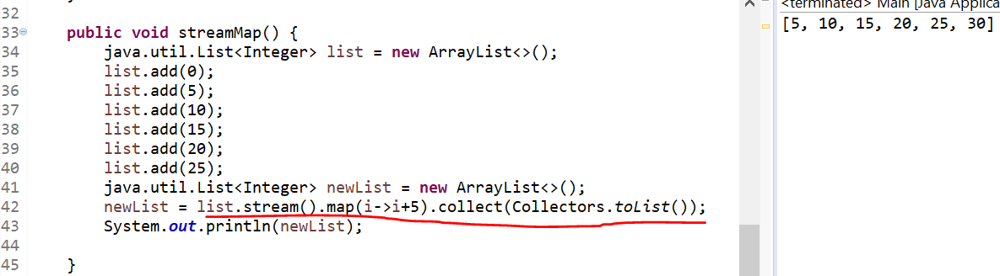 <terminated> Main [Java Applica
[5, 10, 15, 20, 25, 30]
32
33 public void streamMap() {
34 java.util.List<Integer> list = new ArrayList<>();
35 list.add(0);
36 list.add(5);
37 list.add(10);
38 list.add(15);
39 list.add(20);
40 list.add(25);
41 java.util.List<Integer> newList = new ArrayList<>();
42 newList = list.stream().map(i->i+5).collect(Collectors.toList());
43 System.out.println(newList);
44
45 }